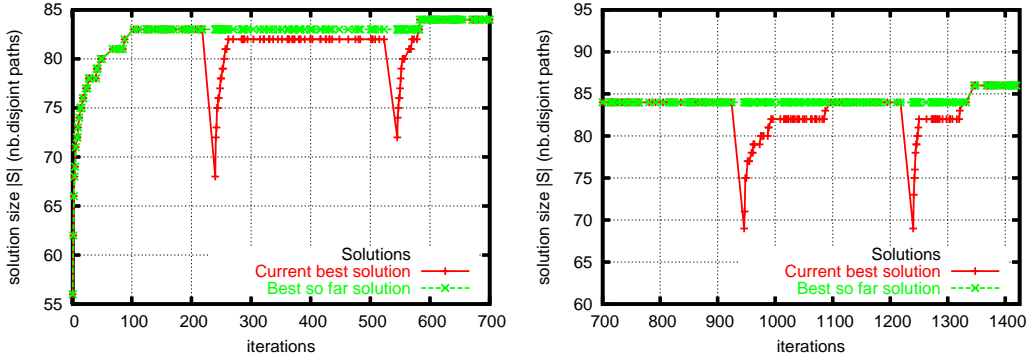 solution size |S| (nb.disjoint paths)
85
80
75
70
65
60
55
0 100 200 300 400 500 600 700
iterations
Solutions
Current best solution
Best so far solution
solution size |S| (nb.disjoint paths)
95
90
85
80
75
70
65
60
700 800 900 1000 1100 1200 1300 1400
iterations
Solutions
Current best solution
Best so far solution